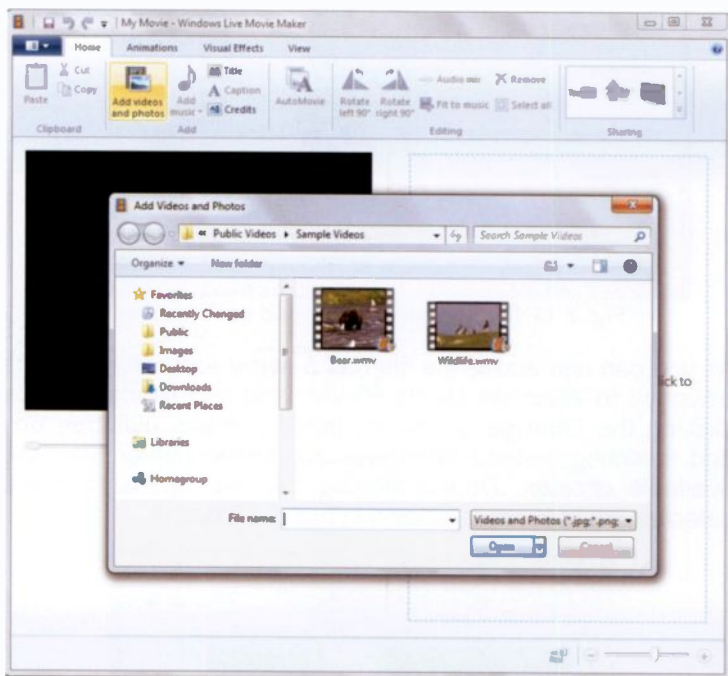 My Movie - Windows Live Movie Maker
Home Animations Visual Effects View
Paste
Cut
Copy
Clipboard
Add videos and photos
Add music
Title
Caption
Credits
Add
AutoMovie
Rotate left 90°
Rotate right 90°
Audio mix
Fit to music
Remove
Select all
Editing
Sharing
Add Videos and Photos
« Public Videos Sample Videos
Search Sample Videos
Organize New folder
Favorites
Recently Changed
Public
Images
Desktop
Downloads
Recent Places
Libraries
Homegroup
Bear.wmv
Wildlife.wmv
ick to
File name:
Videos and Photos (*.jpg;*.png;
Open
Cancel